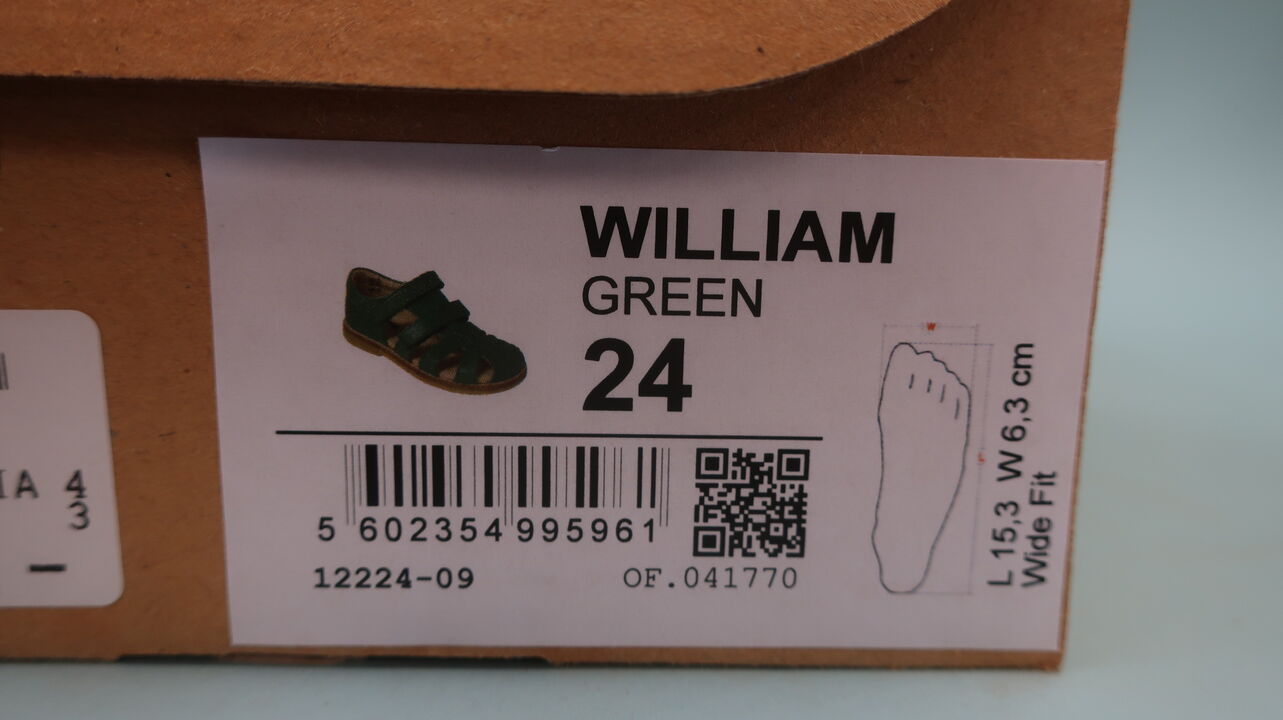 WILLIAM
GREEN
24
5 602354 995961
12224-09
OF.041770
W
L 15,3 W 6,3 cm
Wide Fit
IA 4
3